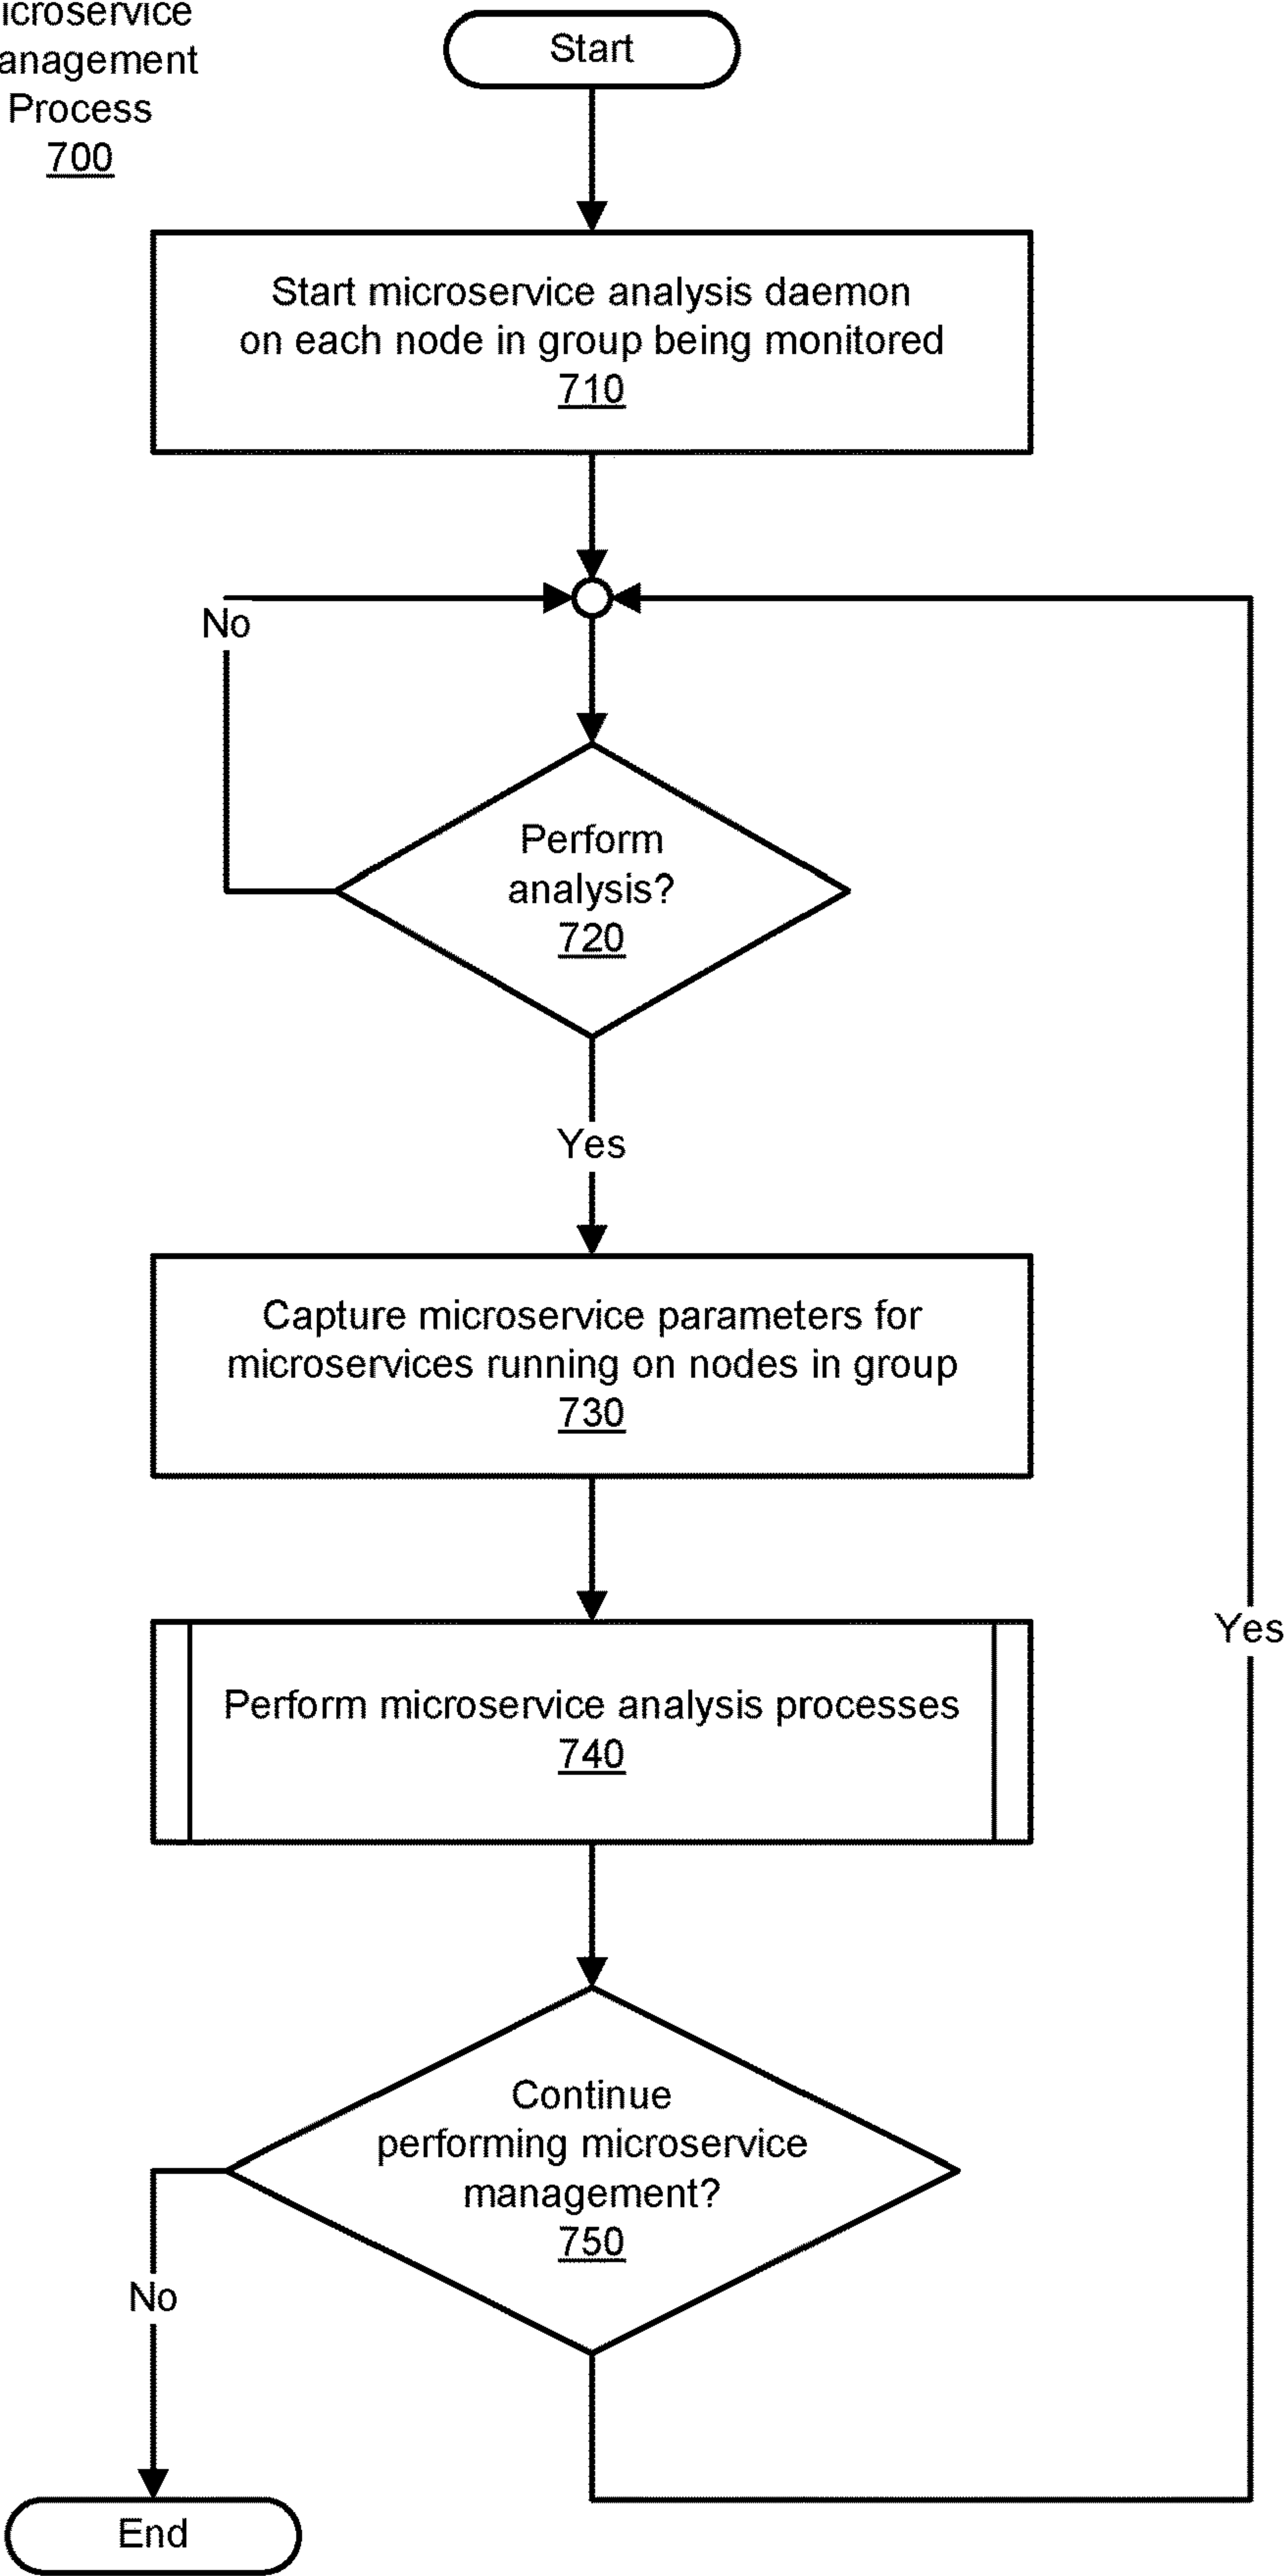 icroservice
anagement
Process
700
Start
Start microservice analysis daemon
on each node in group being monitored
710
No
Perform
analysis?
720
Yes
Capture microservice parameters for
microservices running on nodes in group
730
Perform microservice analysis processes
740
Yes
Continue
performing microservice
management?
750
No
End